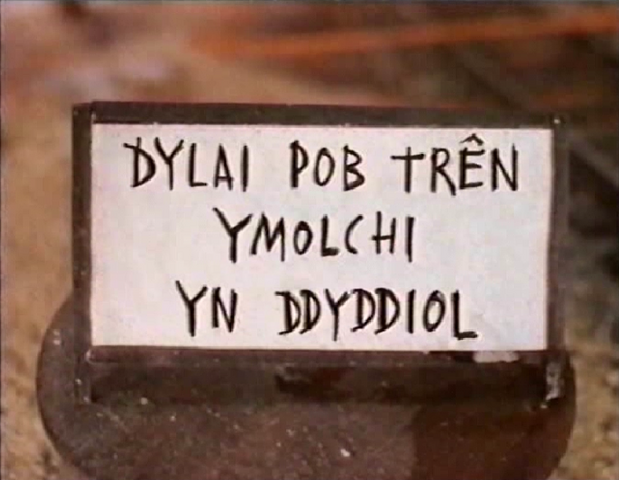 DYLAI POB TRÊN
YMOLCHI
YN DDYDDIOL